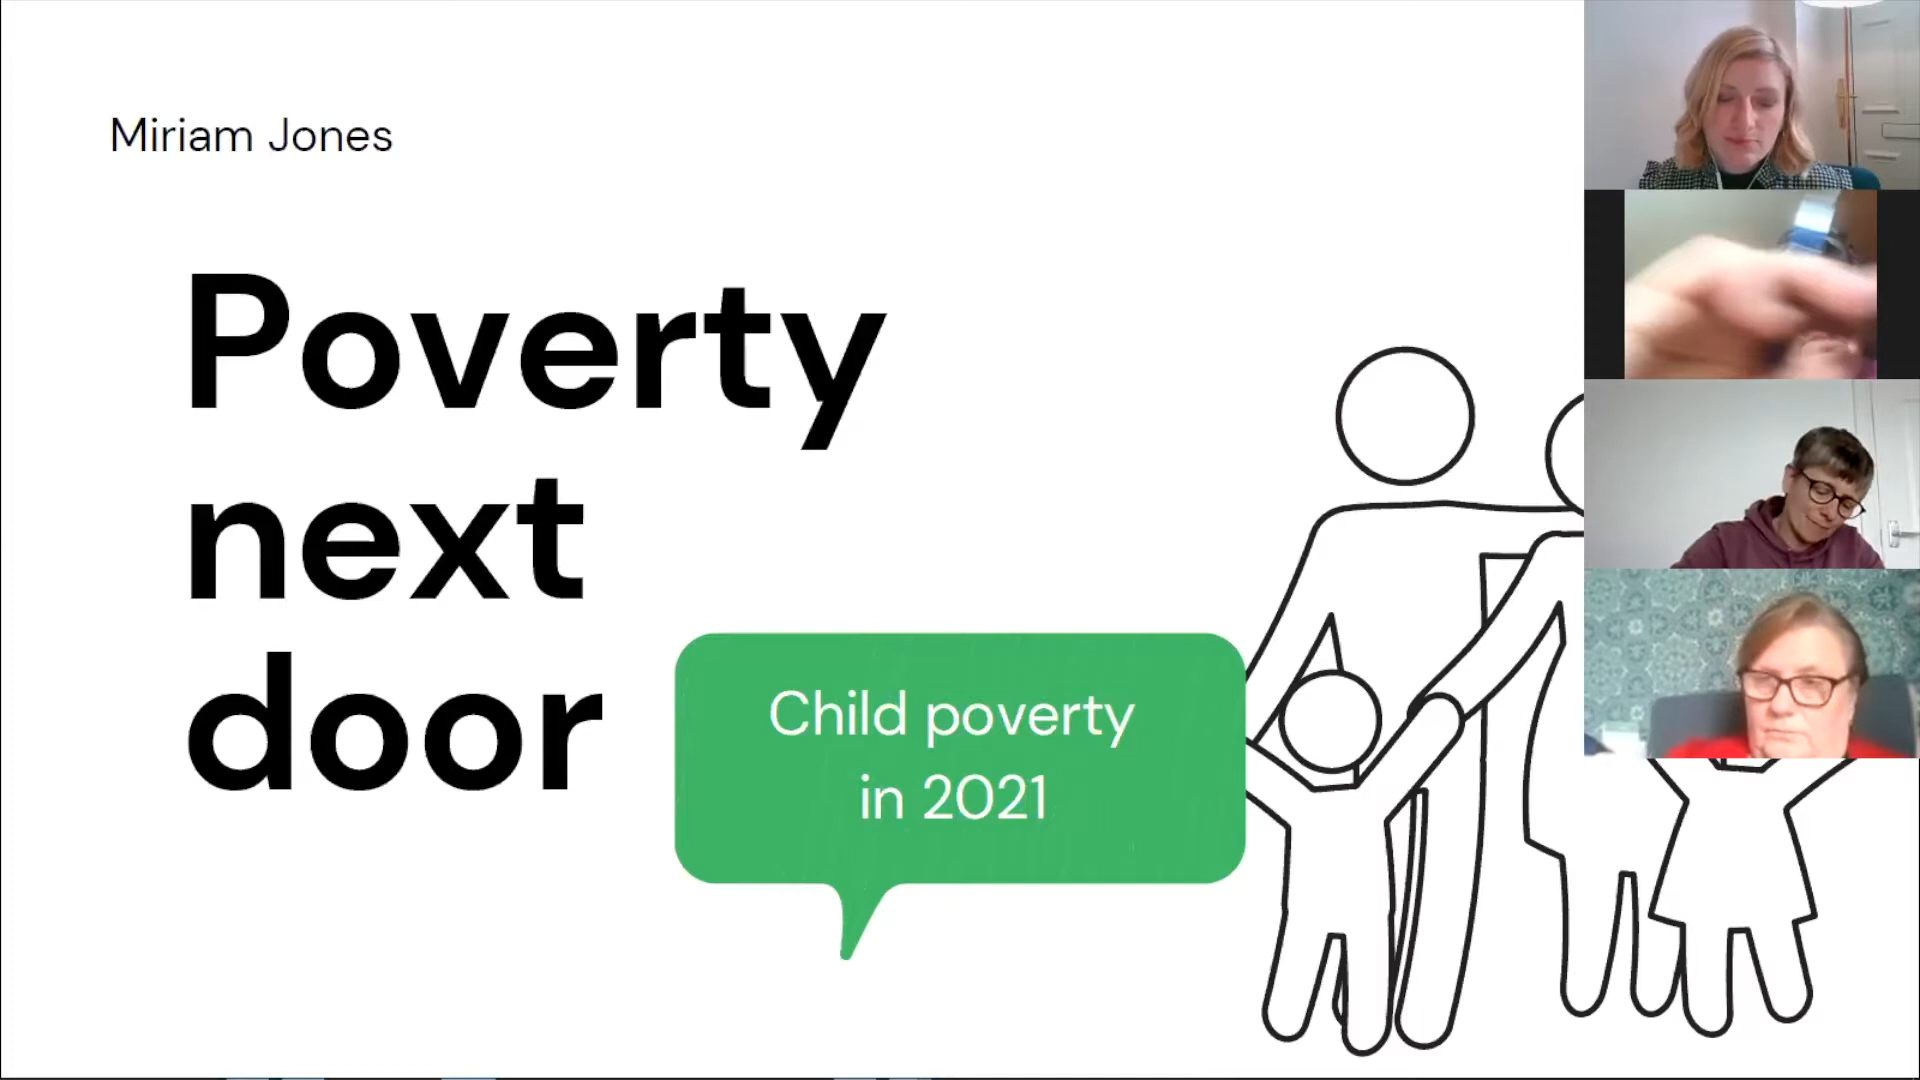 Miriam Jones
Poverty
next
door
Child poverty
in 2021